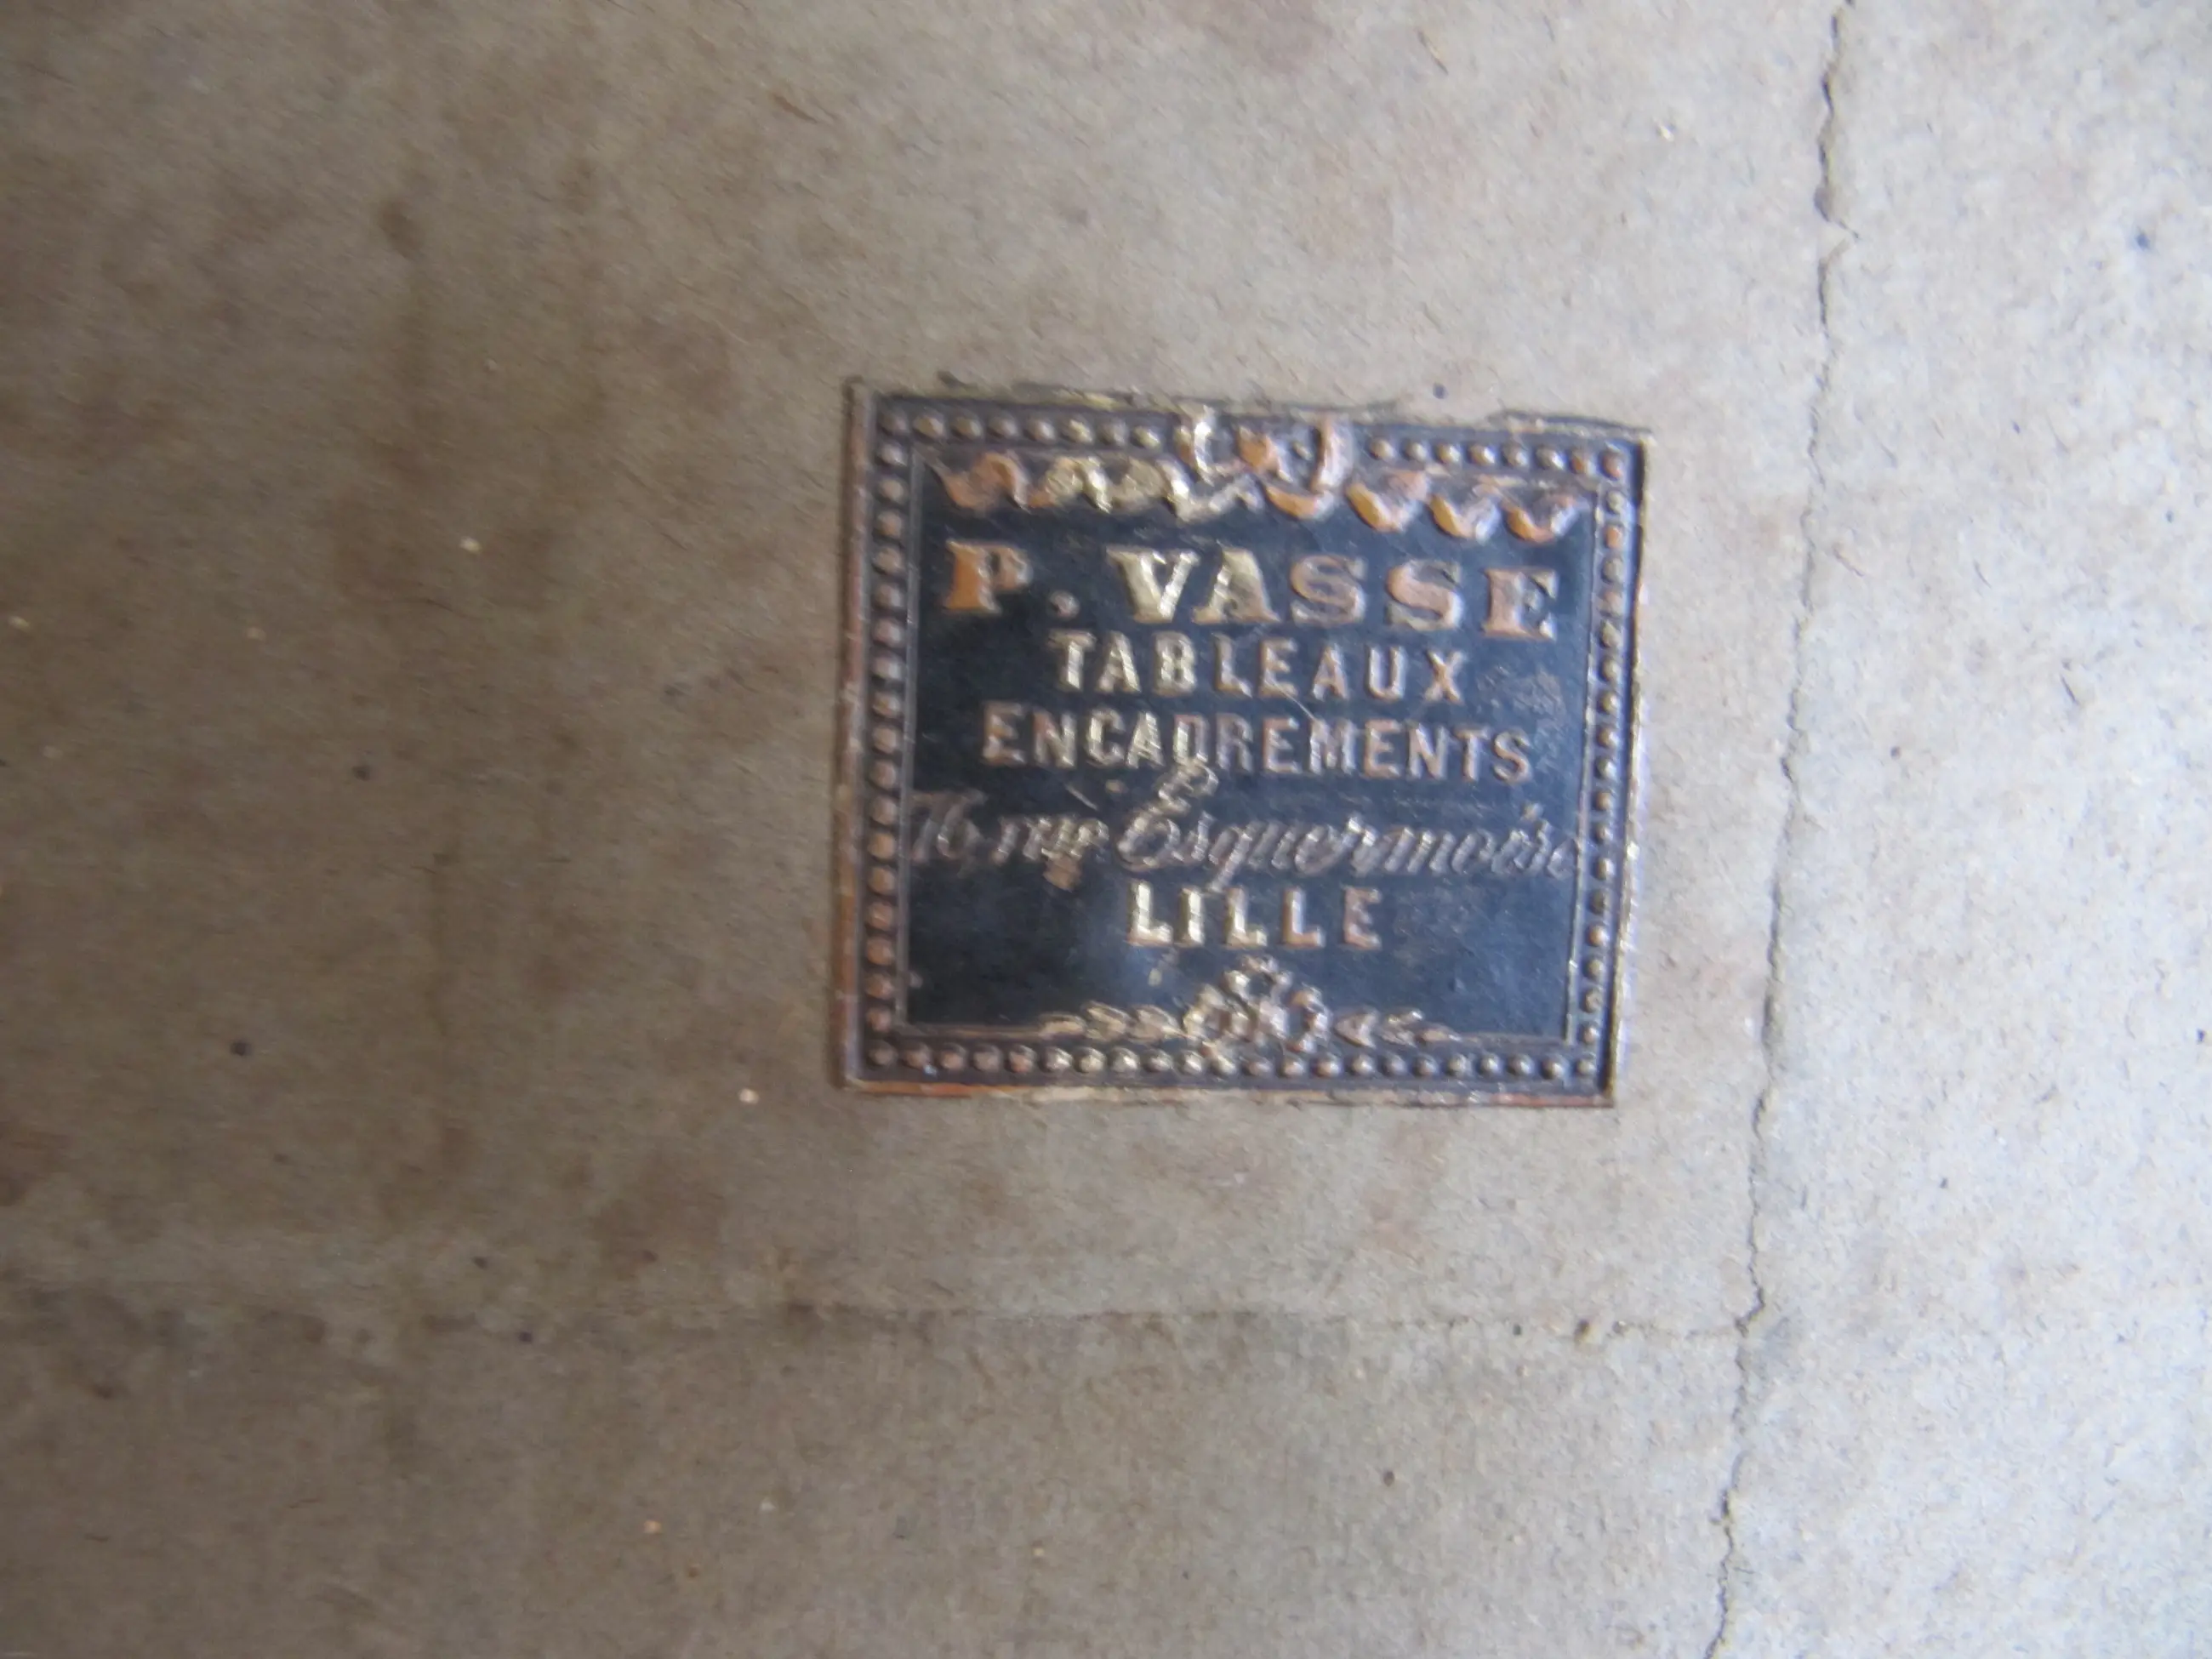 P. VASSE
TABLEAUX
ENCADREMENTS
76, rue Esquermoise
LILLE